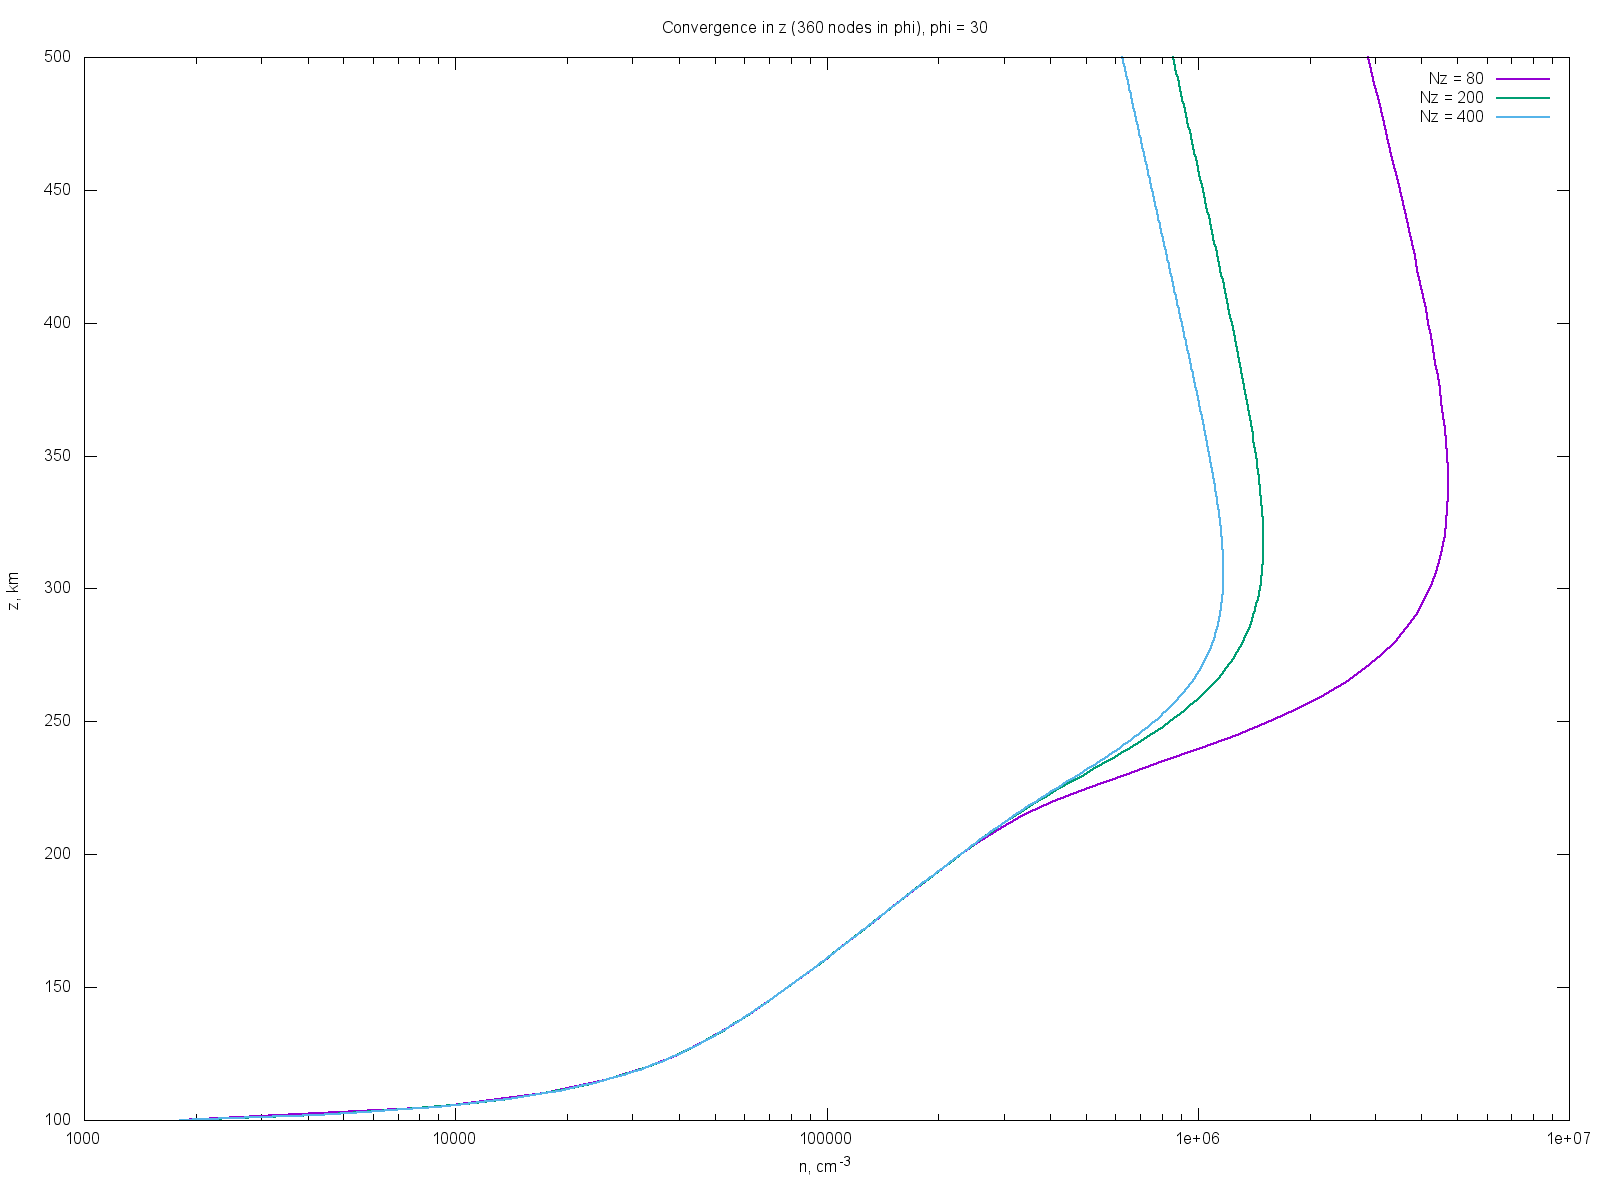 Convergence in z (360 nodes in phi), phi = 30
500
450
400
350
300
250
200
150
100
z, km
Nz = 80
Nz = 200
Nz = 400
1000
10000
100000
1e+06
1e+07
n, cm-3